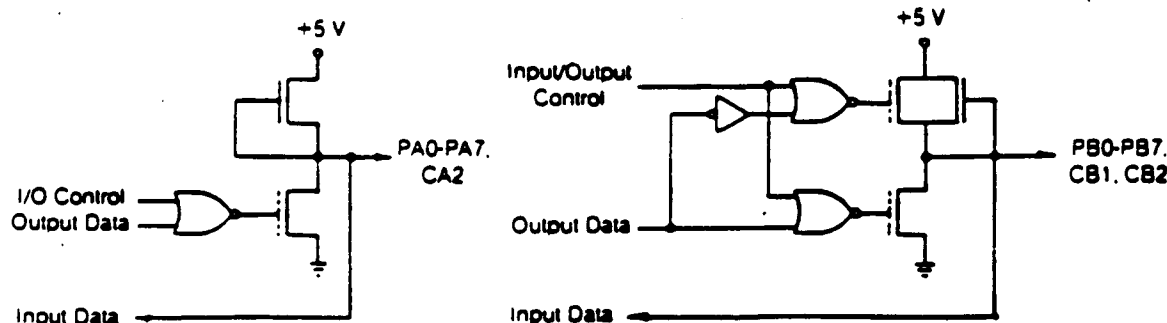 +5 V
PA0-PA7,
CA2
I/O Control
Output Data
Input Data
+5 V
Input/Output
Control
PB0-PB7,
CB1, CB2
Output Data
Input Data